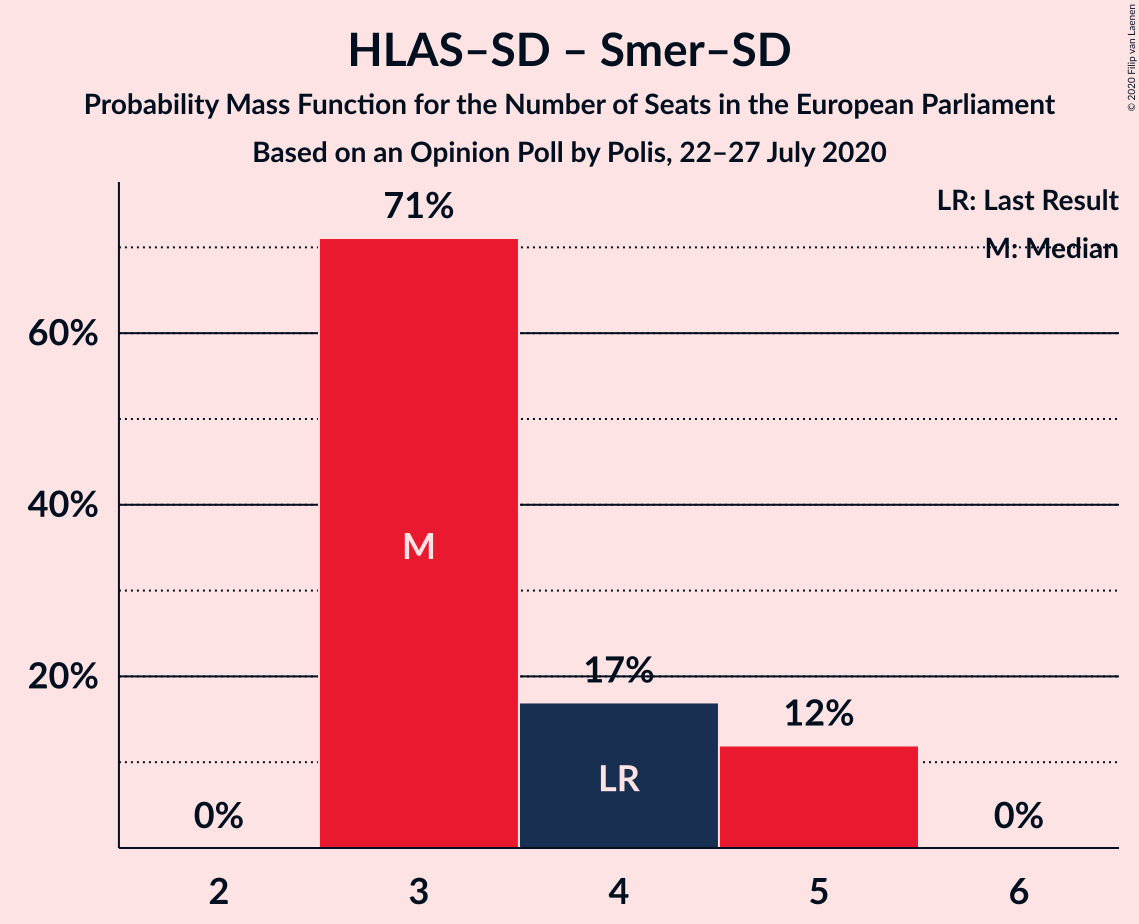 HLAS–SD – Smer–SD
Probability Mass Function for the Number of Seats in the European Parliament
Based on an Opinion Poll by Polis, 22–27 July 2020
© 2020 Filip van Laenen
LR: Last Result
M: Median
71%
60%
40%
M
20%
17%
12%
LR
0%
0%
2 3 4 5 6